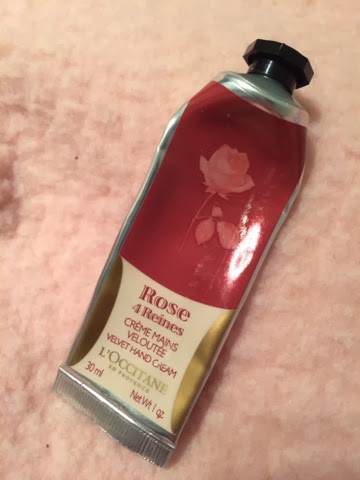 Rose
4 Reines
CRÈME MAINS
VELOUTÉE
VELVET HAND CREAM
L'OCCITANE
EN PROVENCE
30 ml
Net Wt 1 oz.